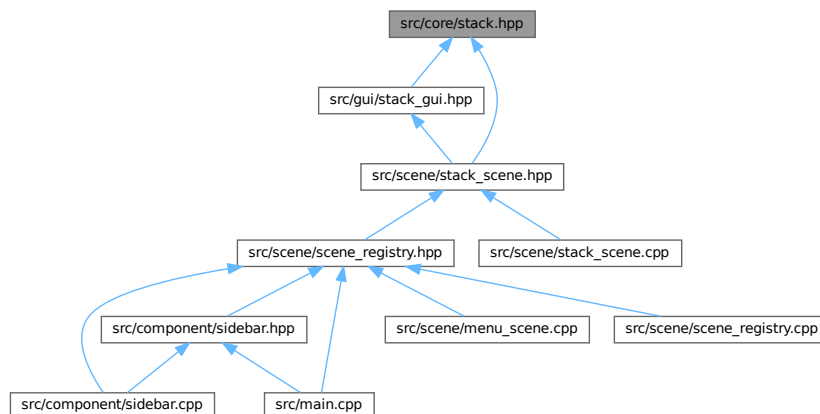 src/core/stack.hpp
src/gui/stack_gui.hpp
src/scene/stack_scene.hpp
src/scene/scene_registry.hpp
src/scene/stack_scene.cpp
src/component/sidebar.hpp
src/scene/menu_scene.cpp
src/scene/scene_registry.cpp
src/component/sidebar.cpp
src/main.cpp